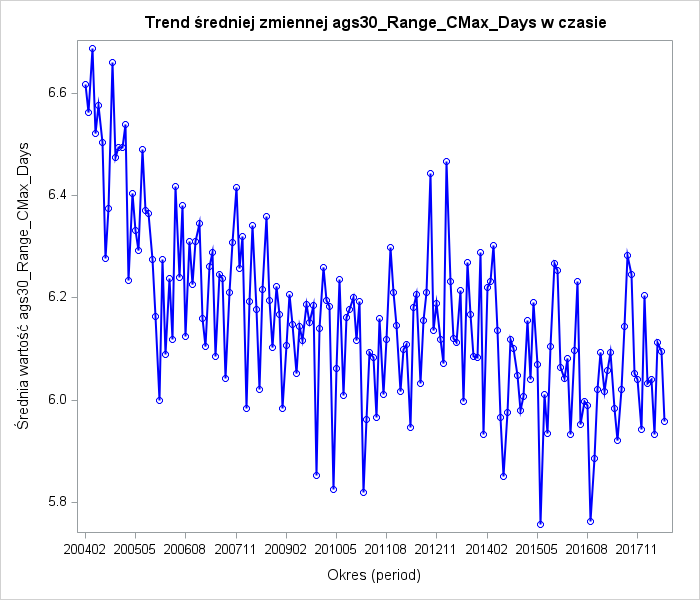 Trend średniej zmiennej ags30_Range_CMax_Days w czasie
Średnia wartość ags30_Range_CMax_Days
6.6
6.4
6.2
6.0
5.8
200402 200505 200608 200711 200902 201005 201108 201211 201402 201505 201608 201711
Okres (period)